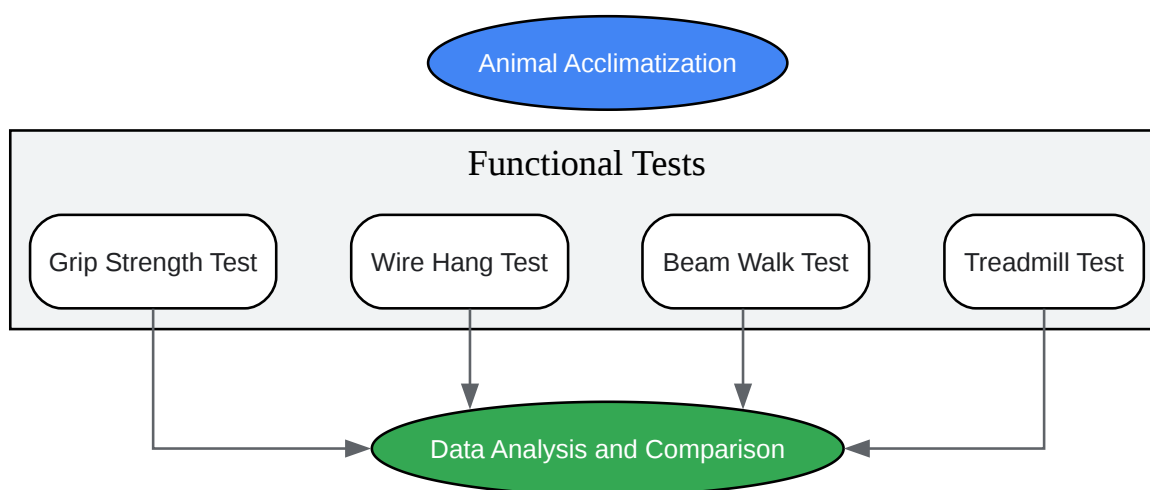 Animal Acclimatization
Functional Tests
Grip Strength Test
Wire Hang Test
Beam Walk Test
Treadmill Test
Data Analysis and Comparison